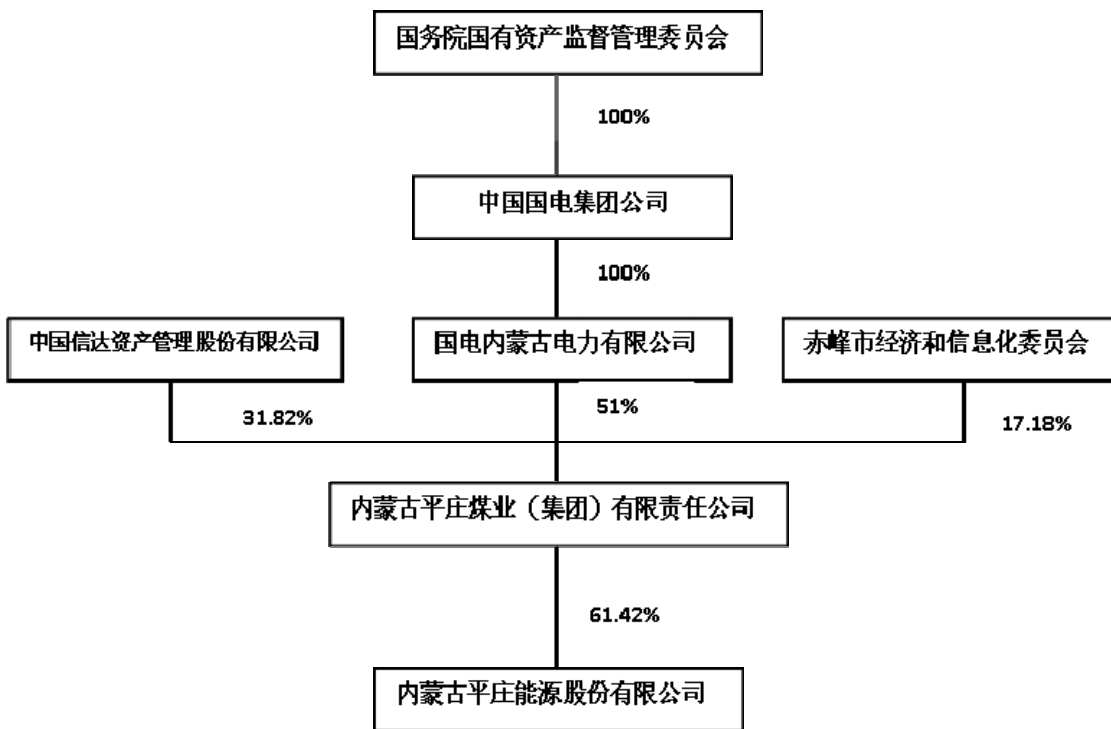 国务院国有资产监督管理委员会
100%
中国国电集团公司
100%
中国信达资产管理股份有限公司
国电内蒙古电力有限公司
赤峰市经济和信息化委员会
31.82%
51%
17.18%
内蒙古平庄煤业（集团）有限责任公司
61.42%
内蒙古平庄能源股份有限公司